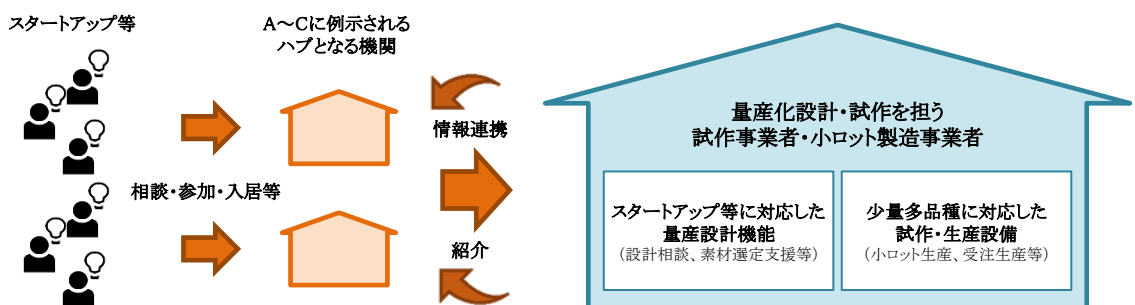 スタートアップ等
A～Cに例示される
ハブとなる機関
相談・参加・入居等
情報連携
紹介
量産化設計・試作を担う
試作事業者・小ロット製造事業者
スタートアップ等に対応した
量産設計機能
（設計相談、素材選定支援等）
少量多品種に対応した
試作・生産設備
（小ロット生産、受注生産等）